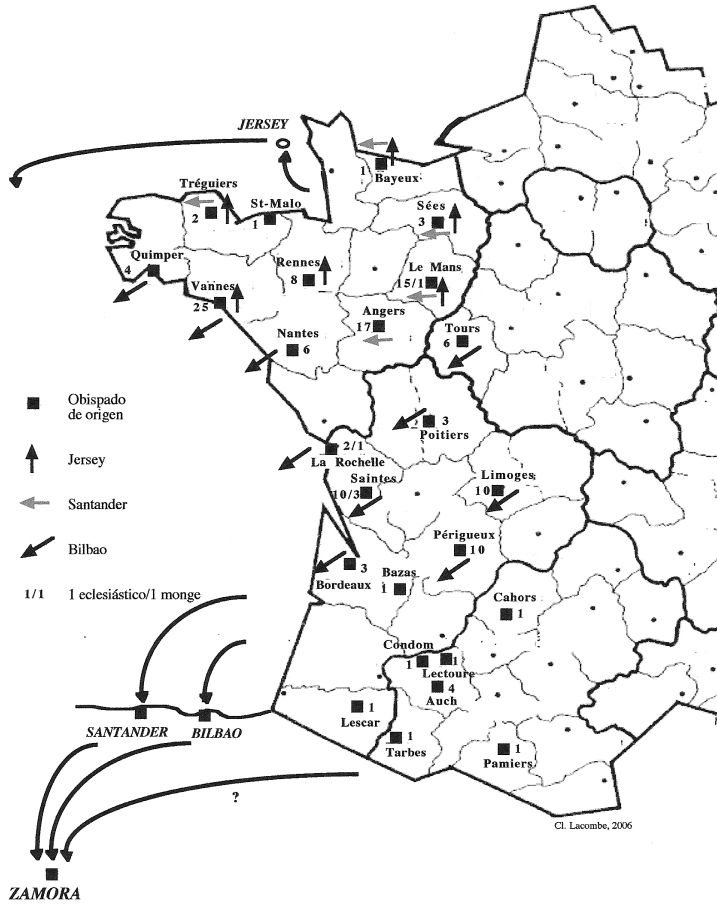 JERSEY
1
Bayeux
Tréguiers
2
St-Malo
1
Sées
3
Quimper
4
Rennes
8
Le Mans
15/1
Vannes
25
Angers
17
Tours
6
Nantes
6
Obispado
de origen
Jersey
Santander
Bilbao
1/1 1 eclesiástico/1 monge
3
Poitiers
2/1
La Rochelle
Saintes
10/3
Limoges
10
Périgueux
10
3
Bordeaux
Bazas
1
Cahors
1
Condom
1
1
Lectoure
4
Auch
1
Lescar
1
Tarbes
1
Pamiers
SANTANDER
BILBAO
?
Cl. Lacombe, 2006
ZAMORA